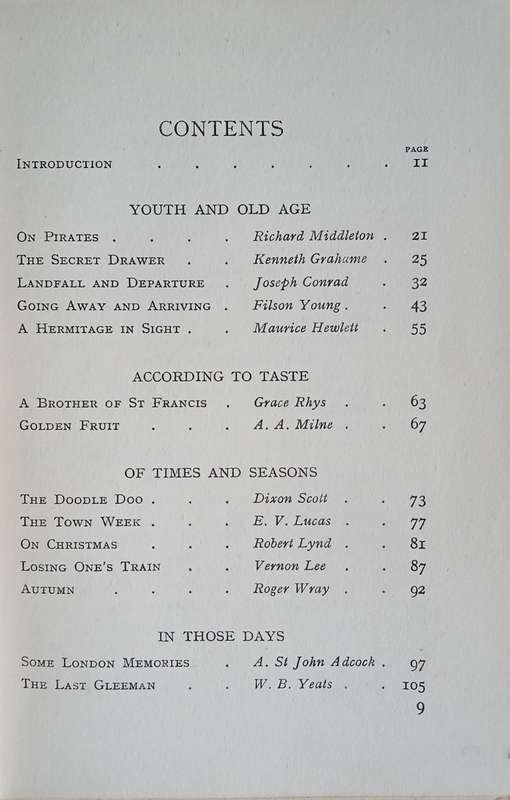 CONTENTS
PAGE
INTRODUCTION . . . . . . . 11
YOUTH AND OLD AGE
ON PIRATES . . . . Richard Middleton . 21
THE SECRET DRAWER . . Kenneth Grahame . 25
LANDFALL AND DEPARTURE . Joseph Conrad . 32
GOING AWAY AND ARRIVING . Filson Young . . 43
A HERMITAGE IN SIGHT . . Maurice Hewlett . 55
ACCORDING TO TASTE
A BROTHER OF ST FRANCIS . Grace Rhys . . 63
GOLDEN FRUIT . . . A. A. Milne . . 67
OF TIMES AND SEASONS
THE DOODLE DOO . . . Dixon Scott . . 73
THE TOWN WEEK . . . E. V. Lucas . . 77
ON CHRISTMAS . . . Robert Lynd . . 81
LOSING ONE'S TRAIN . . Vernon Lee . . 87
AUTUMN . . . . Roger Wray . . 92
IN THOSE DAYS
SOME LONDON MEMORIES . A. St John Adcock . 97
THE LAST GLEEMAN . . W. B. Yeats . . 105
9